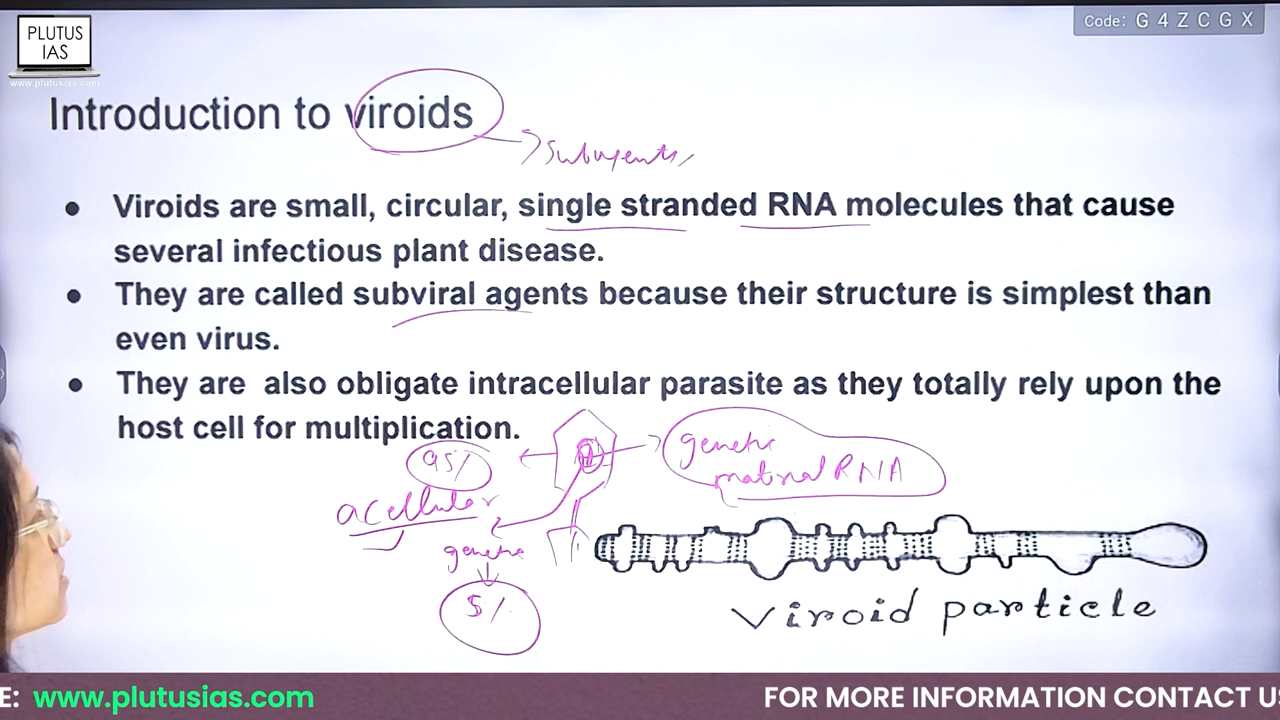 PLUTUS
IAS
www.plutusias.com
Code: G 4 Z C G X
Introduction to viroids
subagents,
● Viroids are small, circular, single stranded RNA molecules that cause
several infectious plant disease.
● They are called subviral agents because their structure is simplest than
even virus.
● They are also obligate intracellular parasite as they totally rely upon the
host cell for multiplication.
95%
genetic
material RNA
acellular
genetic
5%
Viroid particle
E: www.plutusias.com
FOR MORE INFORMATION CONTACT US